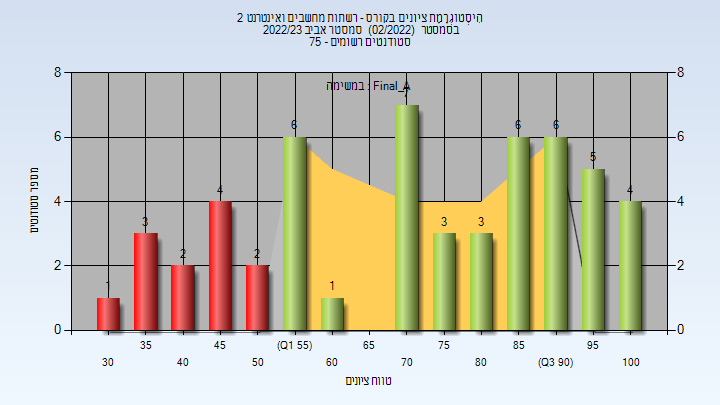 הִיסְטוֹגְרָמַת ציונים בקורס - רשתות מחשבים ואינטרנט 2
בסמסטר (02/2022) סמסטר אביב 2022/23
סטודנטים רשומים - 75
במשימה : Final_A
מספר סטודנטים
8 8
6 6
4 4
2 2
0 0
1 3 2 4 2 6 1 7 3 3 6 6 5 4
35 45 (Q1 55) 65 75 85 95
30 40 50 60 70 80 (Q3 90) 100
טווח ציונים